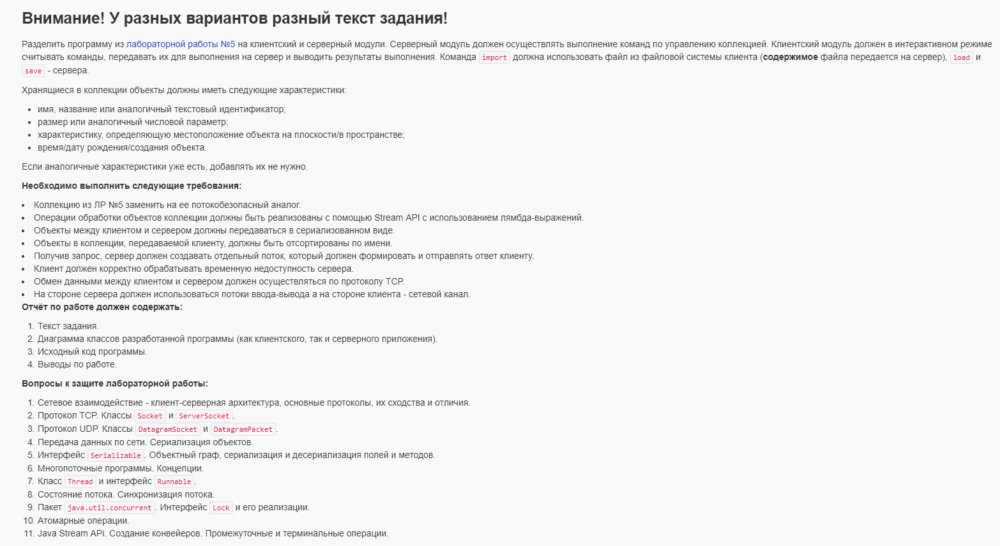 Внимание! У разных вариантов разный текст задания!
Разделить программу из лабораторной работы №5 на клиентский и серверный модули. Серверный модуль должен осуществлять выполнение команд по управлению коллекцией. Клиентский модуль должен в интерактивном режиме
считывать команды, передавать их для выполнения на сервер и выводить результаты выполнения. Команда import должна использовать файл из файловой системы клиента (содержимое файла передается на сервер), load и
save - сервера.
Хранящиеся в коллекции объекты должны иметь следующие характеристики:
• имя, название или аналогичный текстовый идентификатор;
• размер или аналогичный числовой параметр;
• характеристику, определяющую местоположение объекта на плоскости/в пространстве;
• время/дату рождения/создания объекта.
Если аналогичные характеристики уже есть, добавлять их не нужно.
Необходимо выполнить следующие требования:
• Коллекцию из ЛР №5 заменить на ее потокобезопасный аналог.
• Операции обработки объектов коллекции должны быть реализованы с помощью Stream API с использованием лямбда-выражений.
• Объекты между клиентом и сервером должны передаваться в сериализованном виде.
• Объекты в коллекции, передаваемой клиенту, должны быть отсортированы по имени.
• Получив запрос, сервер должен создавать отдельный поток, который должен формировать и отправлять ответ клиенту.
• Клиент должен корректно обрабатывать временную недоступность сервера.
• Обмен данными между клиентом и сервером должен осуществляться по протоколу TCP.
• На стороне сервера должен использоваться потоки ввода-вывода а на стороне клиента - сетевой канал.
Отчёт по работе должен содержать:
1. Текст задания.
2. Диаграмма классов разработанной программы (как клиентского, так и серверного приложения).
3. Исходный код программы.
4. Выводы по работе.
Вопросы к защите лабораторной работы:
1. Сетевое взаимодействие - клиент-серверная архитектура, основные протоколы, их сходства и отличия.
2. Протокол TCP. Классы Socket и ServerSocket.
3. Протокол UDP. Классы DatagramSocket и DatagramPacket.
4. Передача данных по сети. Сериализация объектов.
5. Интерфейс Serializable. Объектный граф, сериализация и десериализация полей и методов.
6. Многопоточные программы. Концепции.
7. Класс Thread и интерфейс Runnable.
8. Состояние потока. Синхронизация потока.
9. Пакет java.util.concurrent. Интерфейс Lock и его реализации.
10. Атомарные операции.
11. Java Stream APi. Создание конвейеров. Промежуточные и терминальные операции.